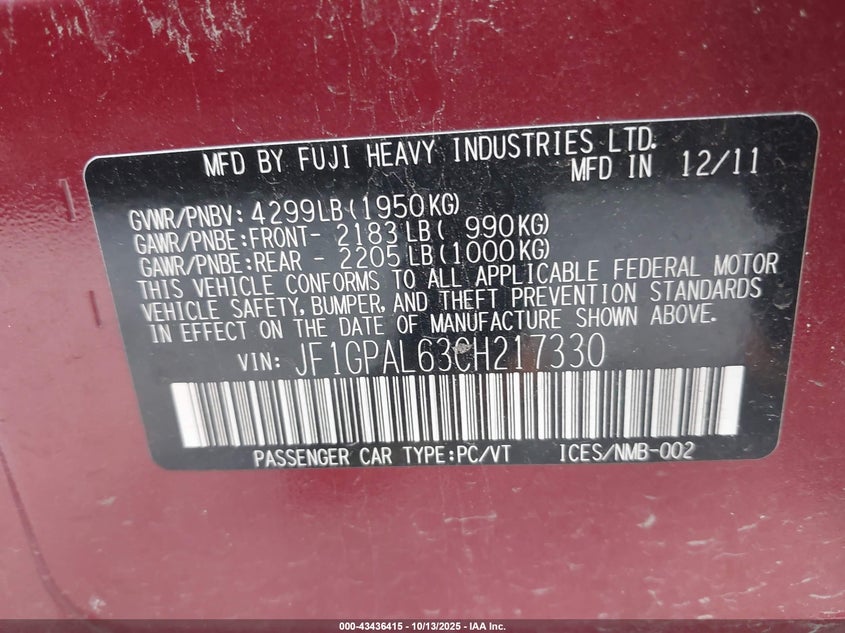 MFD BY FUJI HEAVY INDUSTRIES LTD.
MFD IN 12/11
GVWR/PNBV: 4299LB(1950KG)
GAWR/PNBE:FRONT- 2183LB( 990KG)
GAWR/PNBE:REAR - 2205LB(1000KG)
THIS VEHICLE CONFORMS TO ALL APPLICABLE FEDERAL MOTOR
VEHICLE SAFETY, BUMPER, AND THEFT PREVENTION STANDARDS
IN EFFECT ON THE DATE OF MANUFACTURE SHOWN ABOVE.
VIN: JF1GPAL63CH217330
PASSENGER CAR TYPE:PC/VT ICES/NMB-002
000-43436415 - 10/13/2025 - IAA Inc.